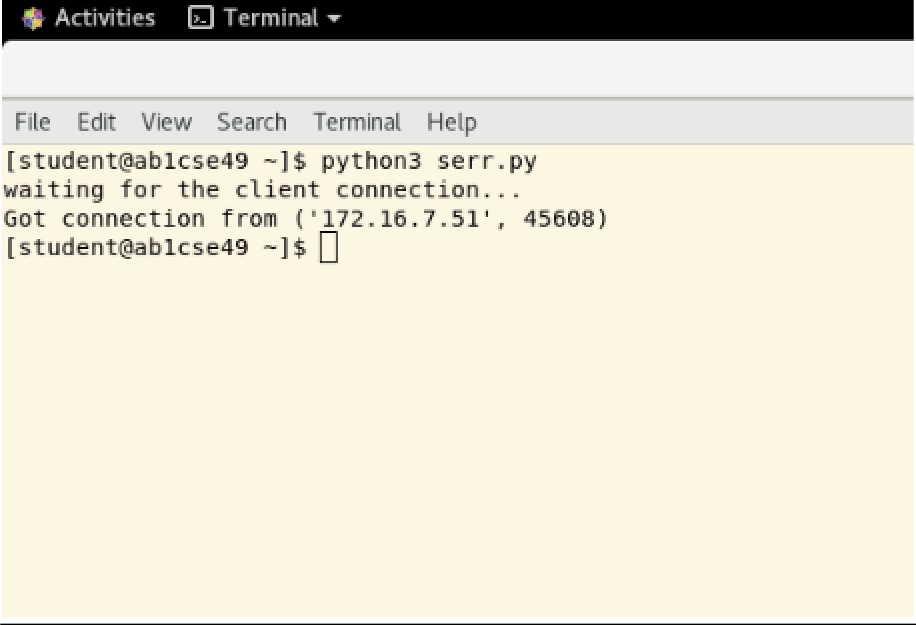 Activities Terminal
File Edit View Search Terminal Help
[student@ab1cse49 ~]$ python3 serr.py
waiting for the client connection...
Got connection from ('172.16.7.51', 45608)
[student@ab1cse49 ~]$